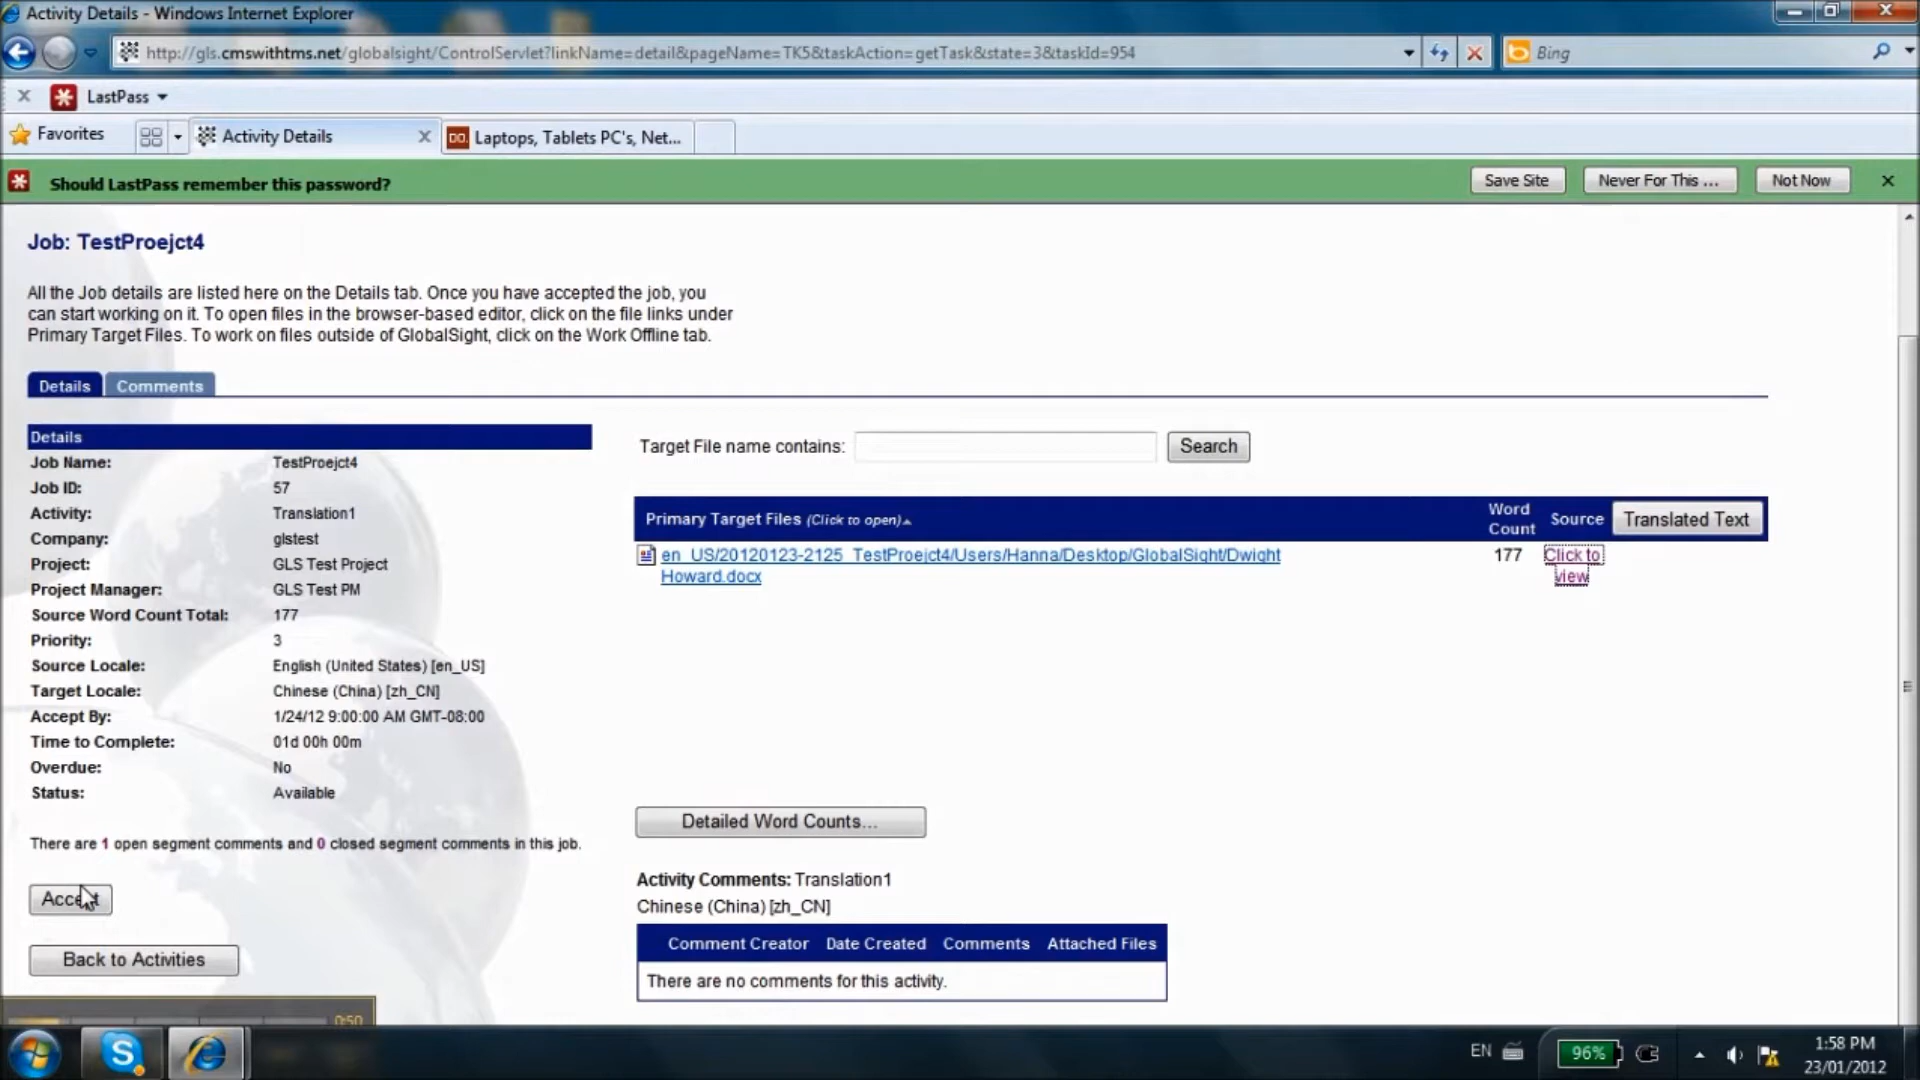 Activity Details - Windows Internet Explorer
http://gls.cmswithtms.net/globalsight/ControlServlet?linkName=detail&pageName=TK5&taskAction=getTask&state=3&taskId=954
Bing
LastPass
Favorites
Activity Details
Laptops, Tablets PC's, Net...
Should LastPass remember this password?
Save Site
Never For This ...
Not Now
Job: TestProejct4
All the Job details are listed here on the Details tab. Once you have accepted the job, you
can start working on it. To open files in the browser-based editor, click on the file links under
Primary Target Files. To work on files outside of GlobalSight, click on the Work Offline tab.
Details
Comments
Details
Job Name: TestProejct4
Job ID: 57
Activity: Translation1
Company: glstest
Project: GLS Test Project
Project Manager: GLS Test PM
Source Word Count Total: 177
Priority: 3
Source Locale: English (United States) [en_US]
Target Locale: Chinese (China) [zh_CN]
Accept By: 1/24/12 9:00:00 AM GMT-08:00
Time to Complete: 01d 00h 00m
Overdue: No
Status: Available
There are 1 open segment comments and 0 closed segment comments in this job.
Accept
Back to Activities
0:50
Target File name contains:
Search
Primary Target Files (Click to open)
Word
Count
Source
Translated Text
en_US/20120123-2125_TestProejct4/Users/Hanna/Desktop/GlobalSight/Dwight
Howard.docx
177
Click to
view
Detailed Word Counts...
Activity Comments: Translation1
Chinese (China) [zh_CN]
Comment Creator Date Created Comments Attached Files
There are no comments for this activity.
EN
96%
1:58 PM
23/01/2012